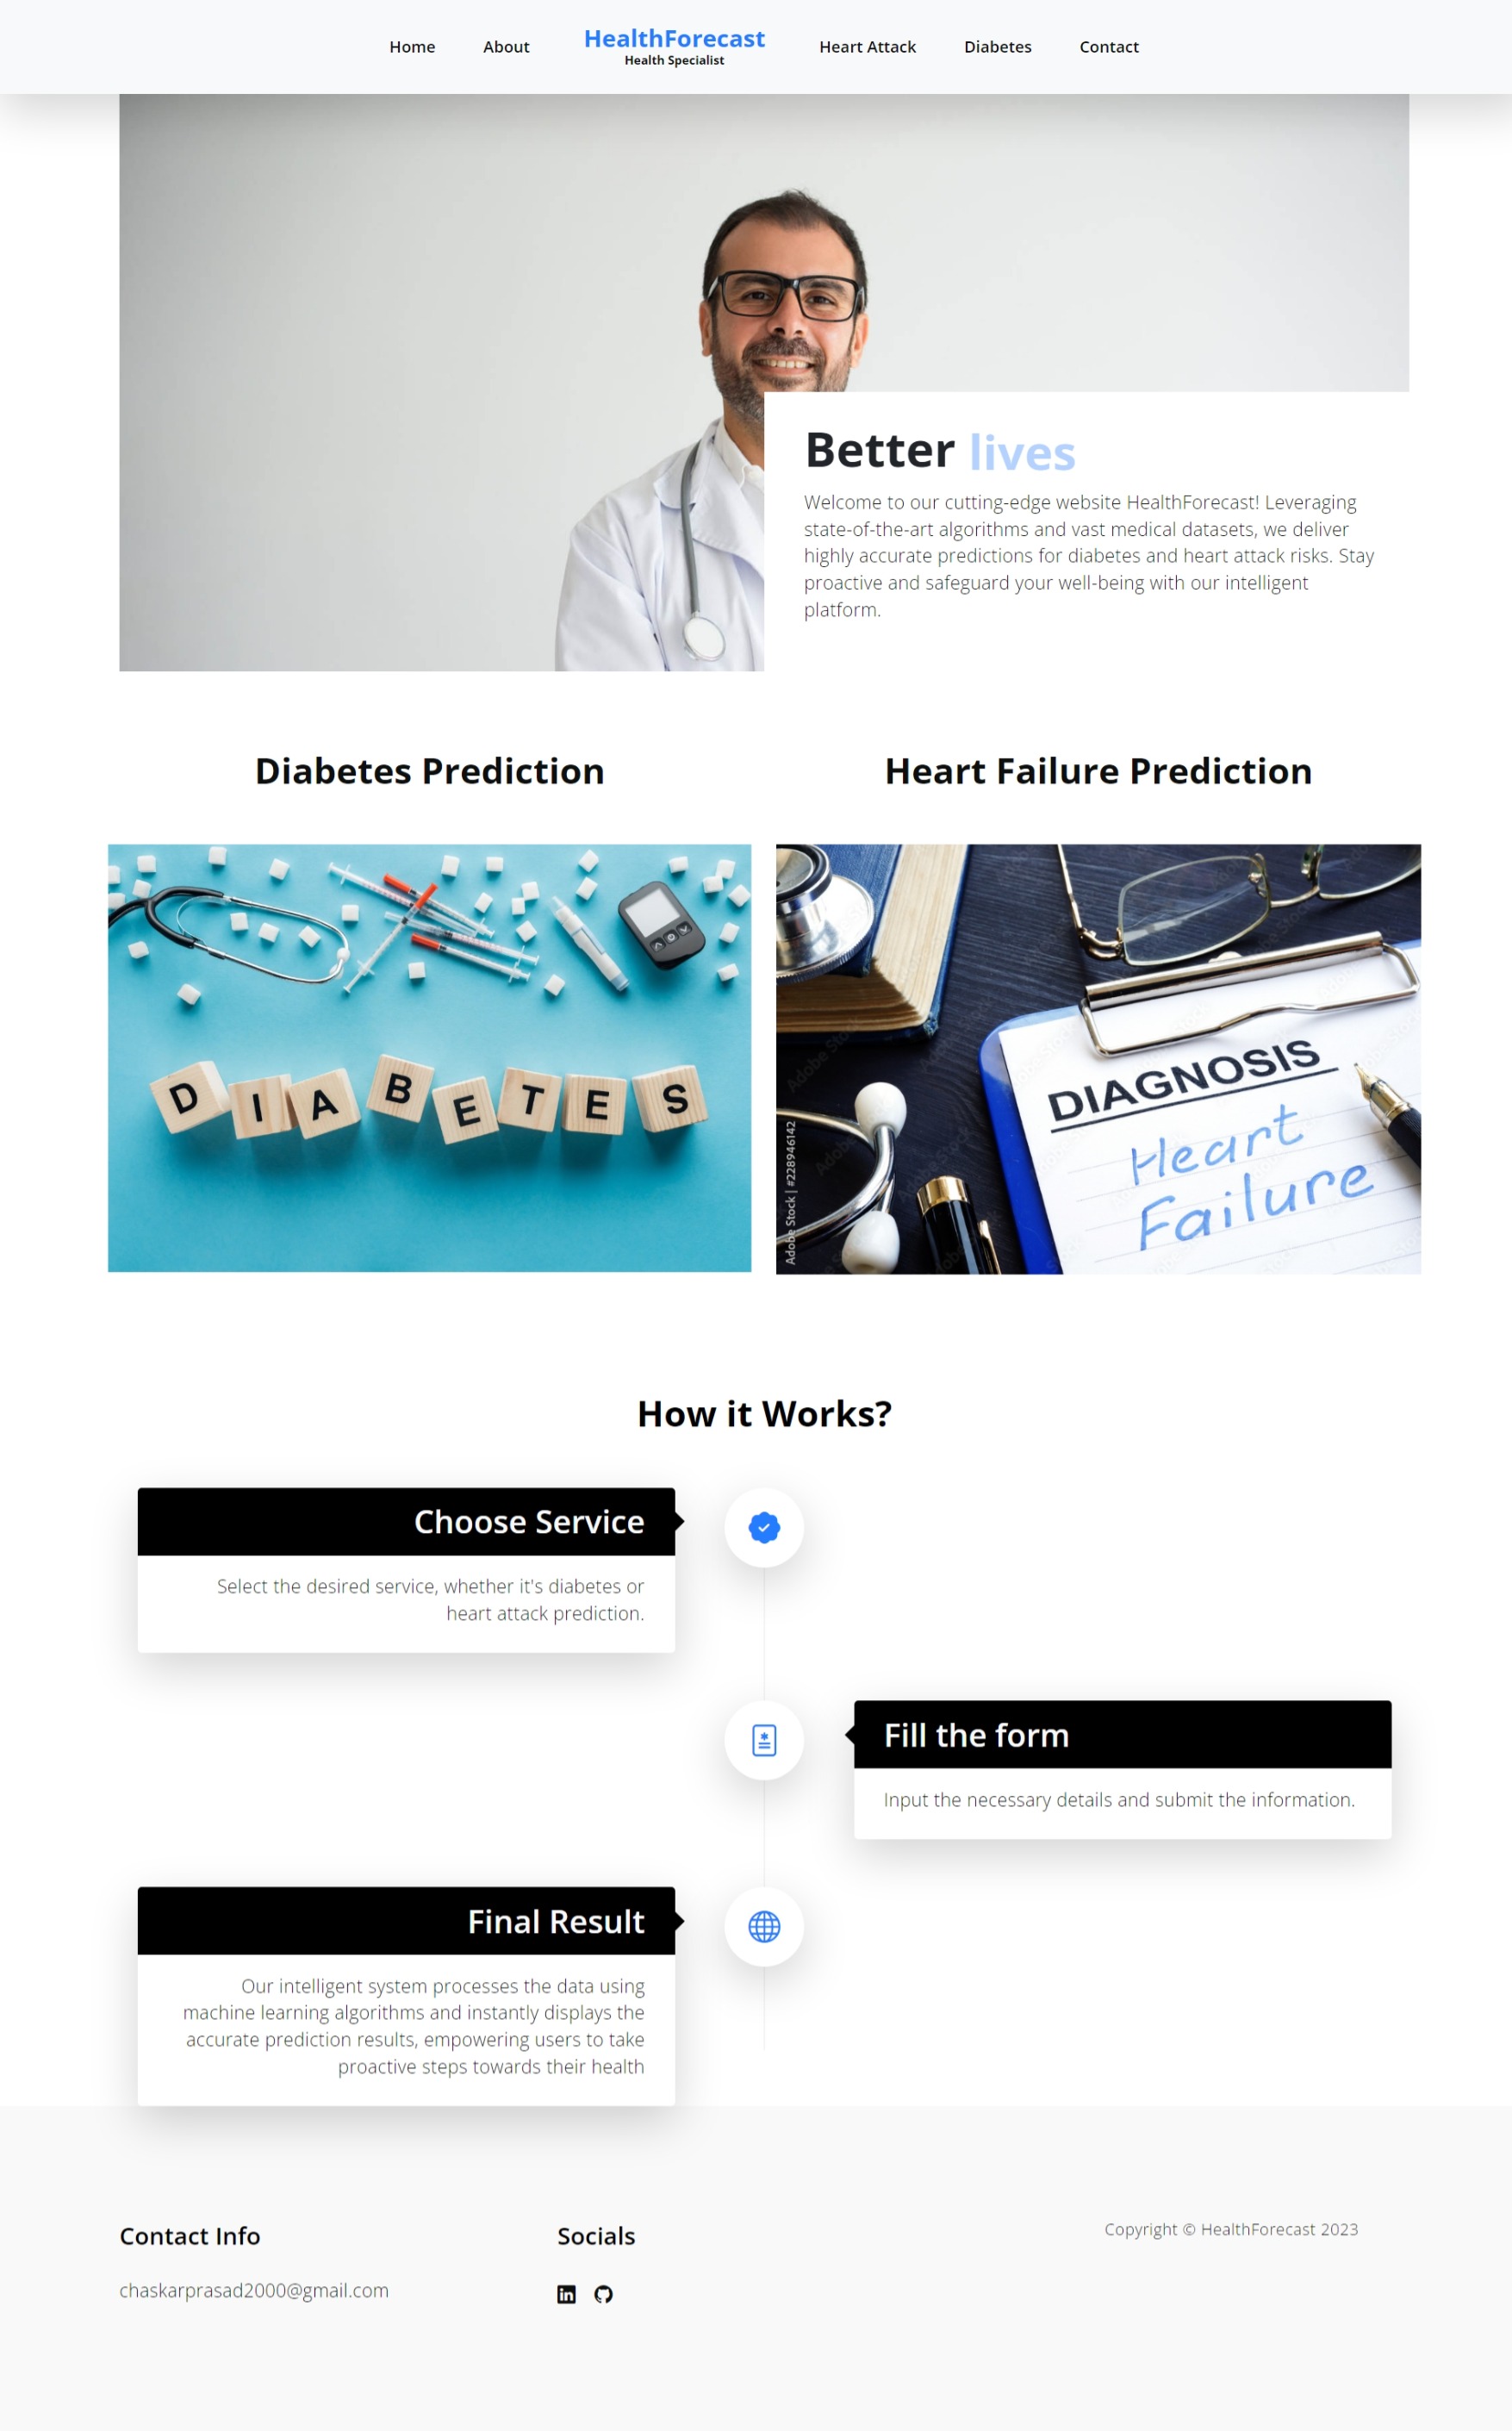 Home
About
HealthForecast
Health Specialist
Heart Attack
Diabetes
Contact
Better lives
Welcome to our cutting-edge website HealthForecast! Leveraging
state-of-the-art algorithms and vast medical datasets, we deliver
highly accurate predictions for diabetes and heart attack risks. Stay
proactive and safeguard your well-being with our intelligent
platform.
Diabetes Prediction
Heart Failure Prediction
DIABETES
DIAGNOSIS
Heart
Failure
Adobe Stock | #228946142
How it Works?
Choose Service
Select the desired service, whether it's diabetes or
heart attack prediction.
Fill the form
Input the necessary details and submit the information.
Final Result
Our intelligent system processes the data using
machine learning algorithms and instantly displays the
accurate prediction results, empowering users to take
proactive steps towards their health
Contact Info
chaskarprasad2000@gmail.com
Socials
in
Copyright © HealthForecast 2023